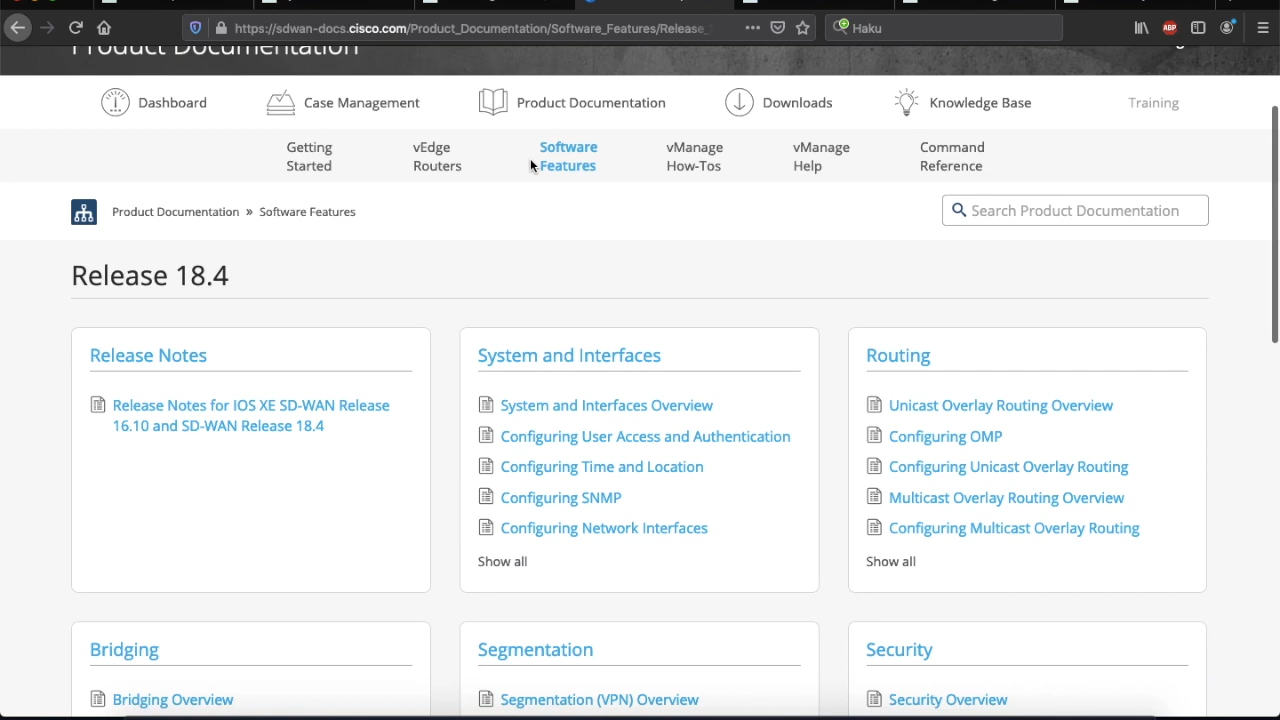 https://sdwan-docs.cisco.com/Product_Documentation/Software_Features/Release_
Haku
ABP
Product Documentation
Dashboard
Case Management
Product Documentation
Downloads
Knowledge Base
Training
Getting
Started
vEdge
Routers
Software
Features
vManage
How-Tos
vManage
Help
Command
Reference
Product Documentation » Software Features
Search Product Documentation
Release 18.4
Release Notes
Release Notes for IOS XE SD-WAN Release
16.10 and SD-WAN Release 18.4
System and Interfaces
System and Interfaces Overview
Configuring User Access and Authentication
Configuring Time and Location
Configuring SNMP
Configuring Network Interfaces
Show all
Routing
Unicast Overlay Routing Overview
Configuring OMP
Configuring Unicast Overlay Routing
Multicast Overlay Routing Overview
Configuring Multicast Overlay Routing
Show all
Bridging
Bridging Overview
Segmentation
Segmentation (VPN) Overview
Security
Security Overview